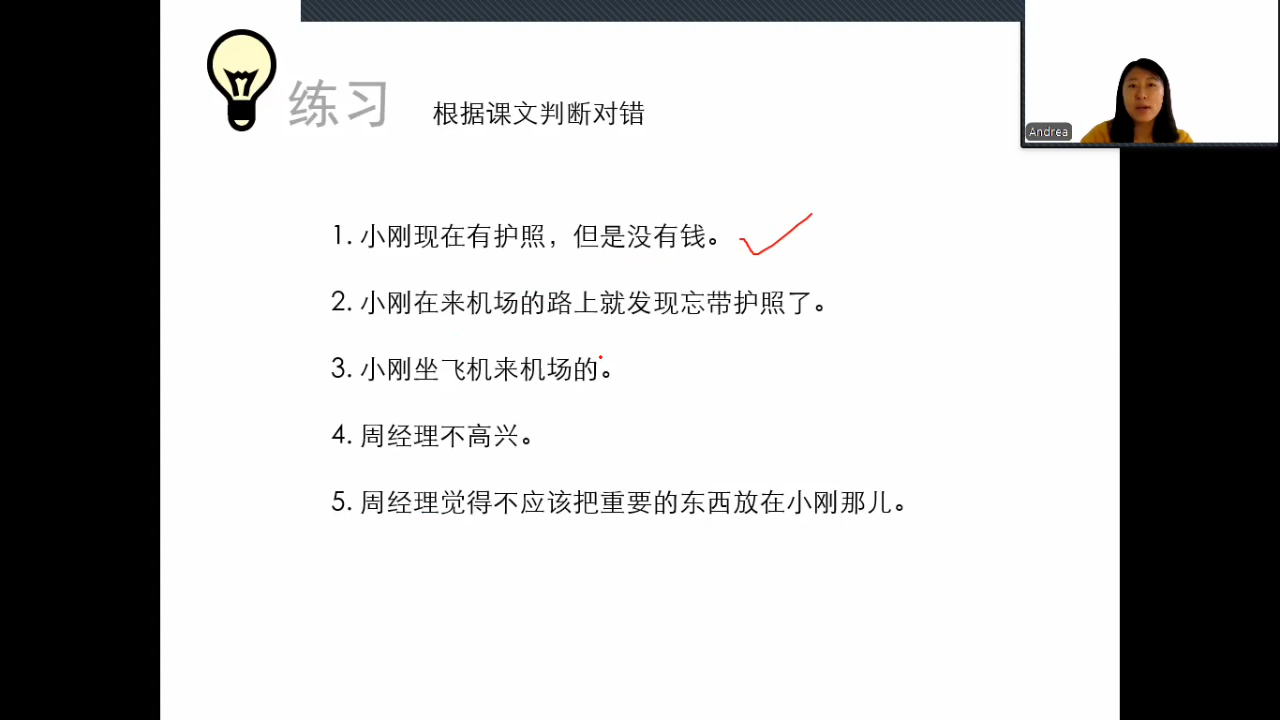 练习
根据课文判断对错
Andrea
1. 小刚现在有护照，但是没有钱。
2. 小刚在来机场的路上就发现忘带护照了。
3. 小刚坐飞机来机场的。
4. 周经理不高兴。
5. 周经理觉得不应该把重要的东西放在小刚那儿。